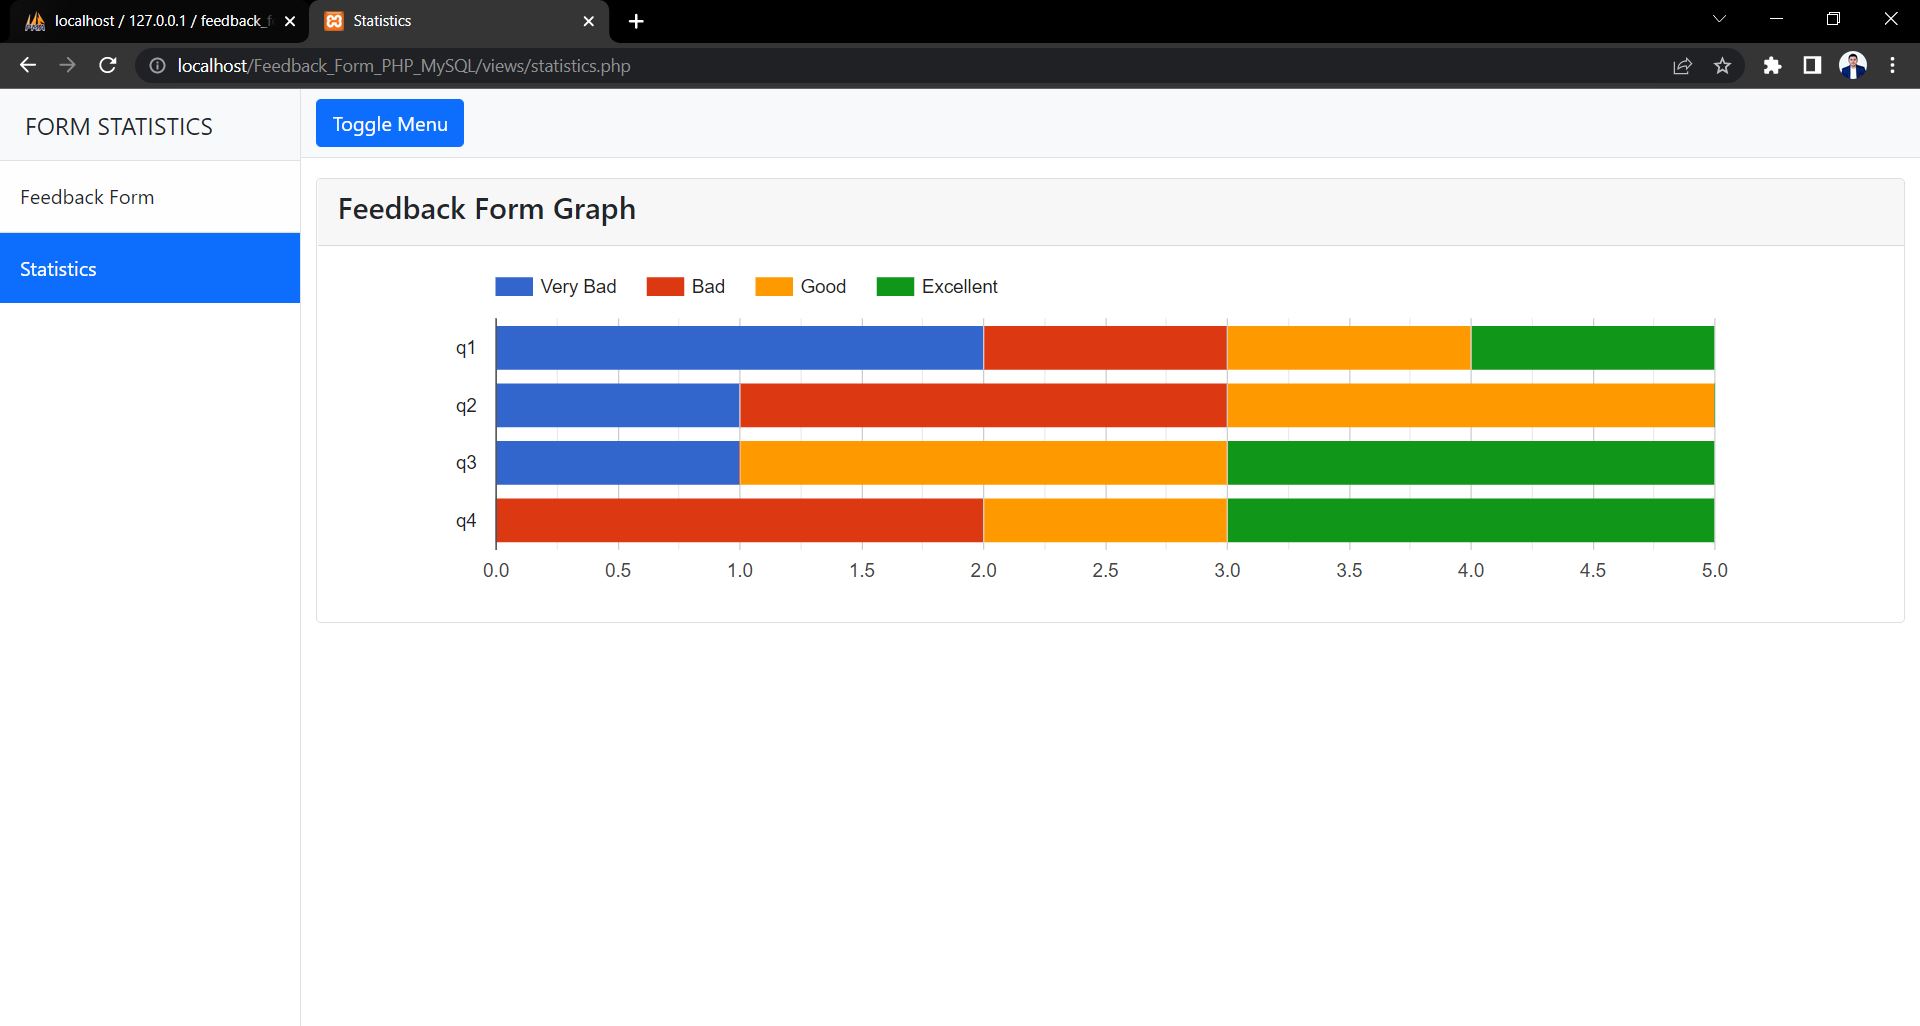 localhost / 127.0.0.1 / feedback_f
Statistics
localhost/Feedback_Form_PHP_MySQL/views/statistics.php
FORM STATISTICS
Toggle Menu
Feedback Form
Statistics
Feedback Form Graph
Very Bad Bad Good Excellent
q1
q2
q3
q4
0.0 0.5 1.0 1.5 2.0 2.5 3.0 3.5 4.0 4.5 5.0